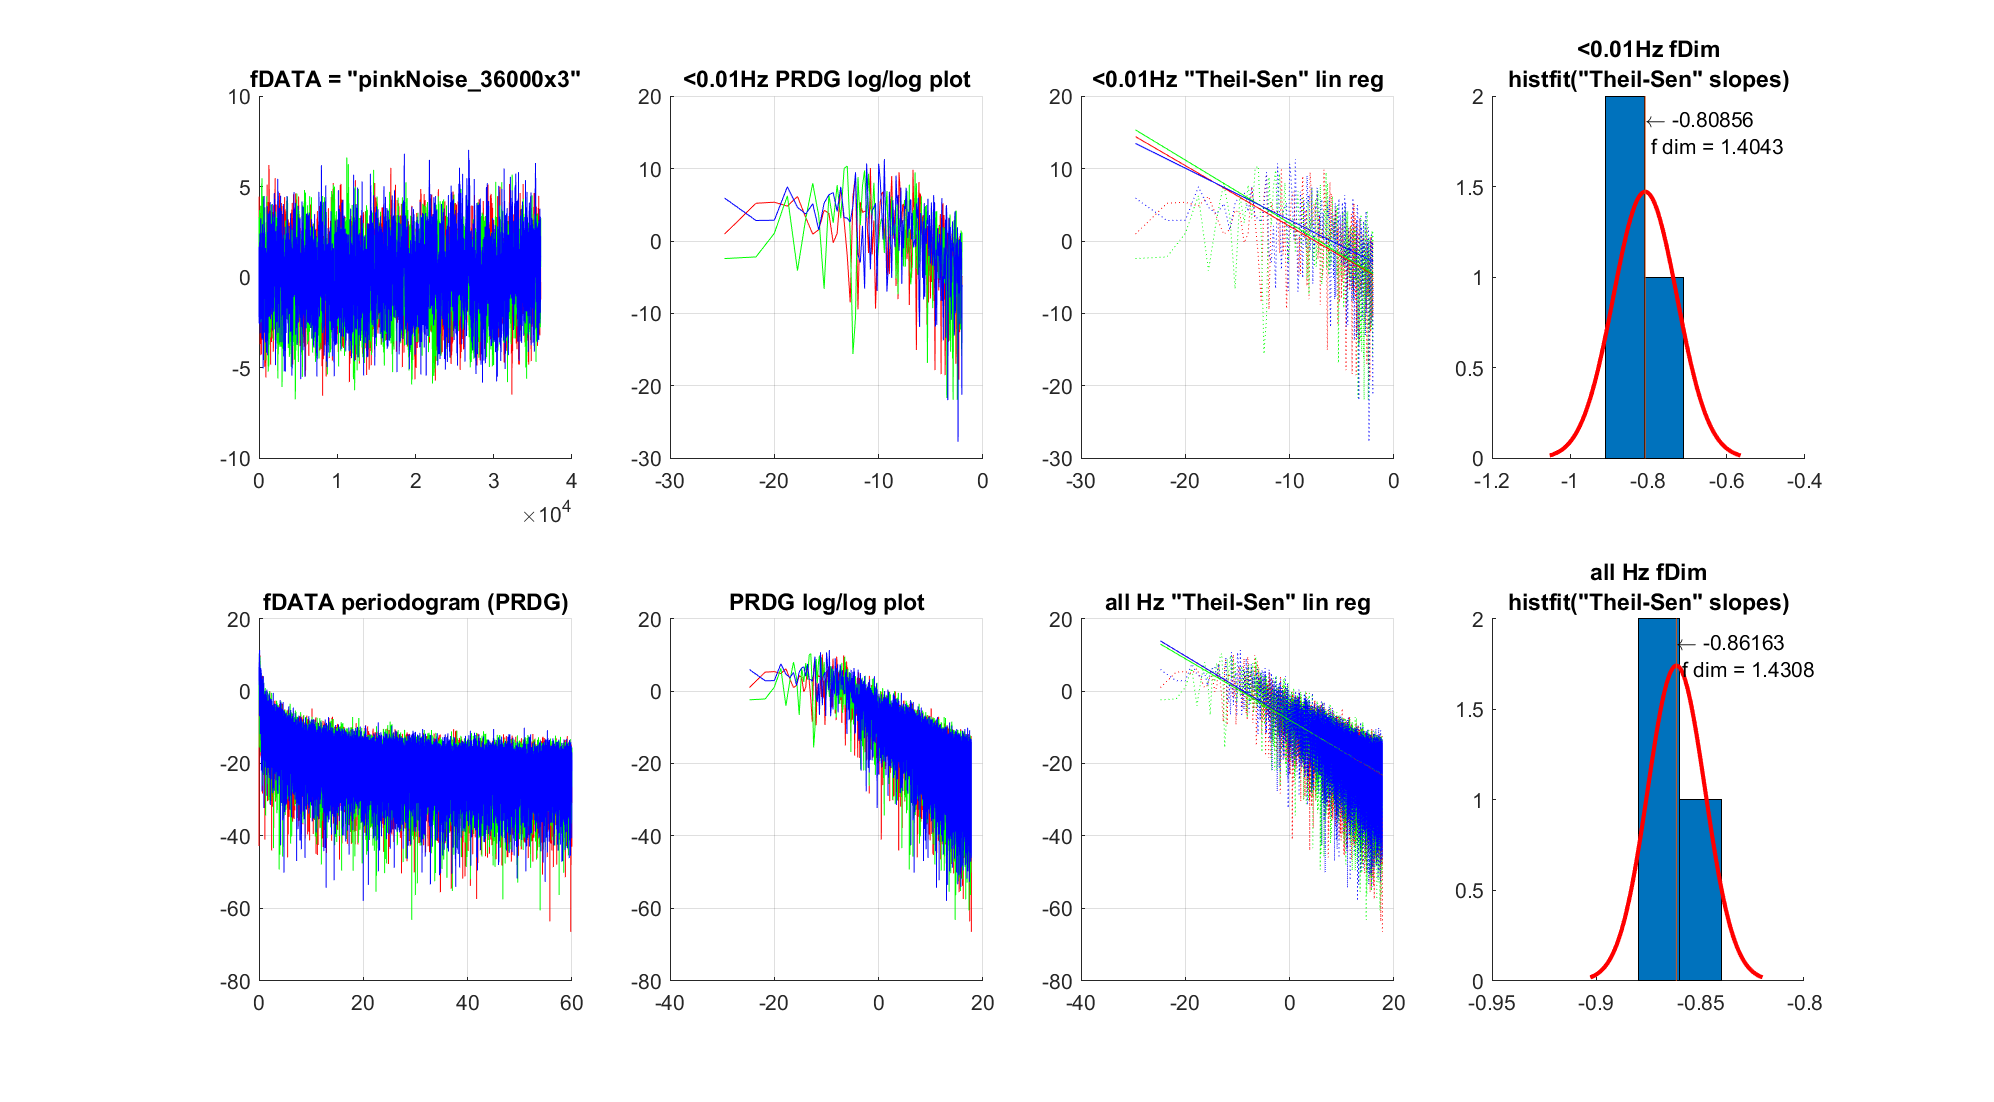 fDATA = "pinkNoise_36000x3"
10
5
0
-5
-10
0 1 2 3 4
×10⁴
<0.01Hz PRDG log/log plot
20
10
0
-10
-20
-30
-30 -20 -10 0
<0.01Hz "Theil-Sen" lin reg
20
10
0
-10
-20
-30
-30 -20 -10 0
<0.01Hz fDim
histfit("Theil-Sen" slopes)
2
← -0.80856
f dim = 1.4043
1.5
1
0.5
0
-1.2 -1 -0.8 -0.6 -0.4
fDATA periodogram (PRDG)
20
0
-20
-40
-60
-80
0 20 40 60
PRDG log/log plot
20
0
-20
-40
-60
-80
-40 -20 0 20
all Hz "Theil-Sen" lin reg
20
0
-20
-40
-60
-80
-40 -20 0 20
all Hz fDim
histfit("Theil-Sen" slopes)
2
← -0.86163
f dim = 1.4308
1.5
1
0.5
0
-0.95 -0.9 -0.85 -0.8